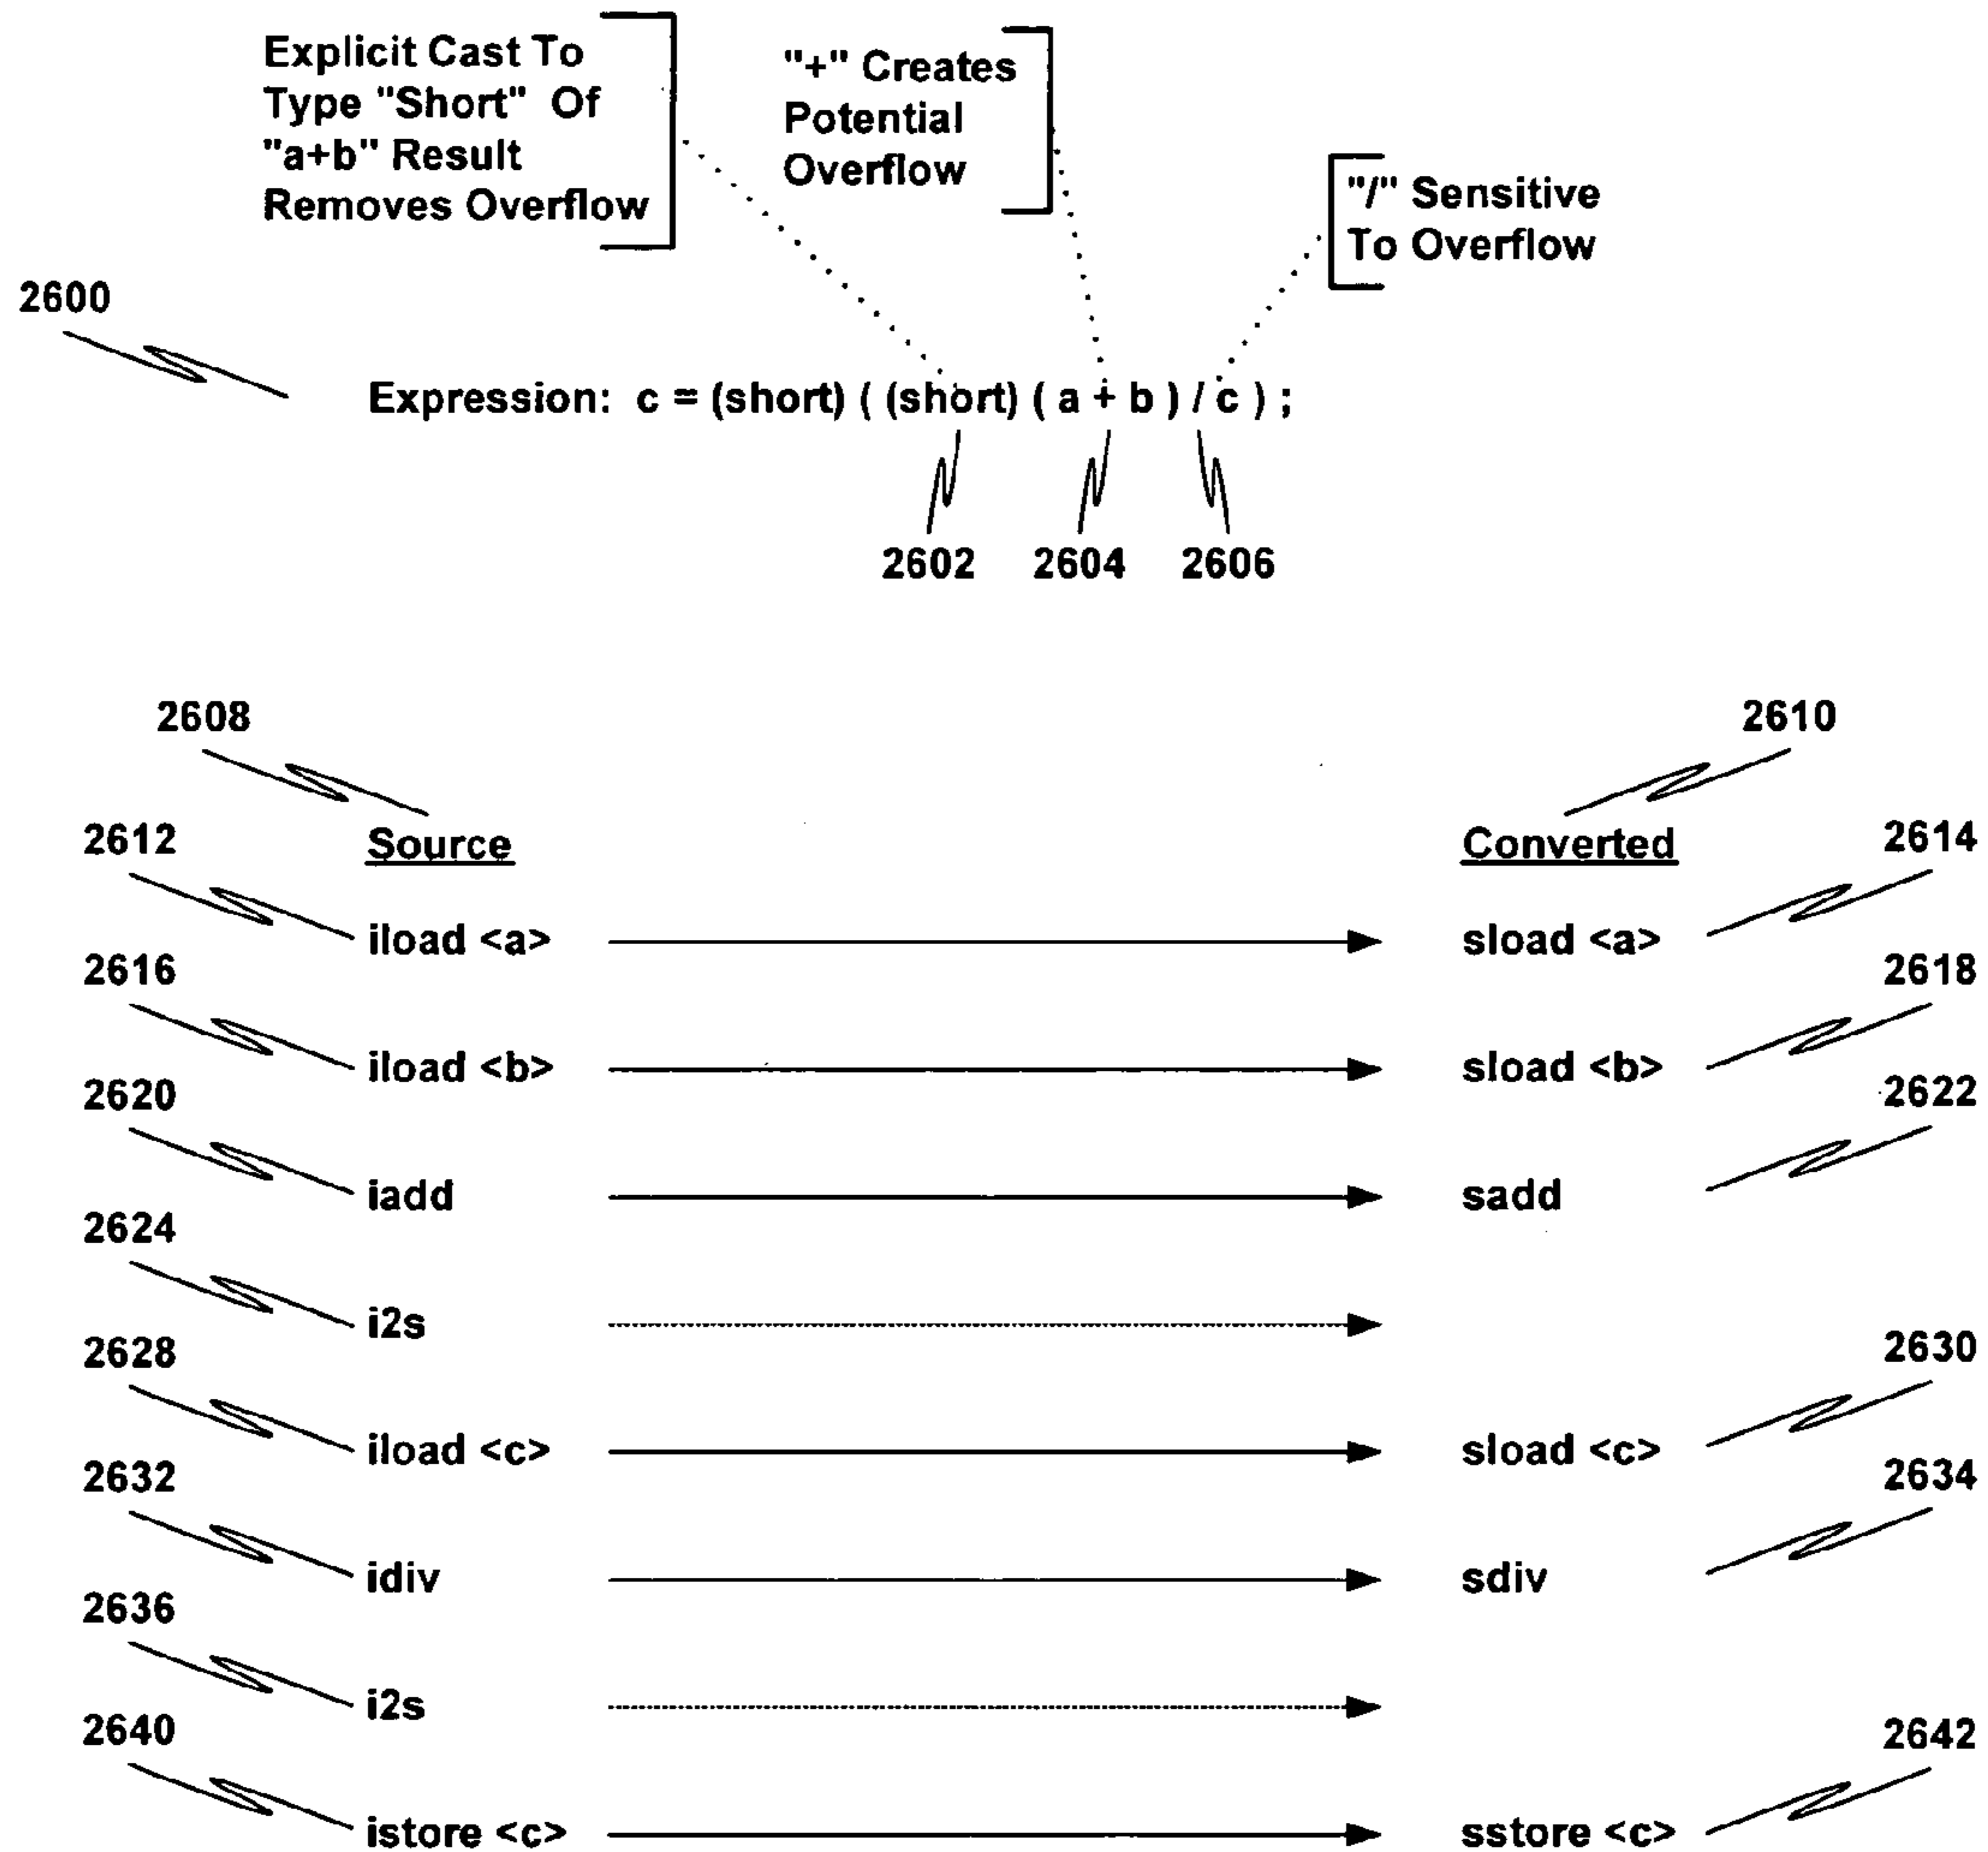 Explicit Cast To
Type "Short" Of
"a+b" Result
Removes Overflow
"+" Creates
Potential
Overflow
"/" Sensitive
To Overflow
2600
Expression: c = (short) ( (short) ( a + b ) / c ) ;
2602 2604 2606
2608 2610
Source Converted
2612 2614
iload <a> sload <a>
2616 2618
iload <b> sload <b>
2620 2622
iadd sadd
2624
i2s
2628 2630
iload <c> sload <c>
2632 2634
idiv sdiv
2636
i2s
2640 2642
istore <c> sstore <c>